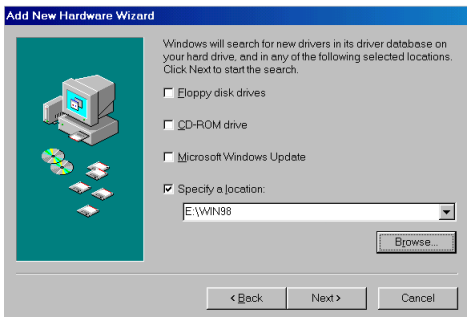 Add New Hardware Wizard
Windows will search for new drivers in its driver database on
your hard drive, and in any of the following selected locations.
Click Next to start the search.
Floppy disk drives
CD-ROM drive
Microsoft Windows Update
Specify a location:
E:\WIN98
Browse...
< Back
Next >
Cancel